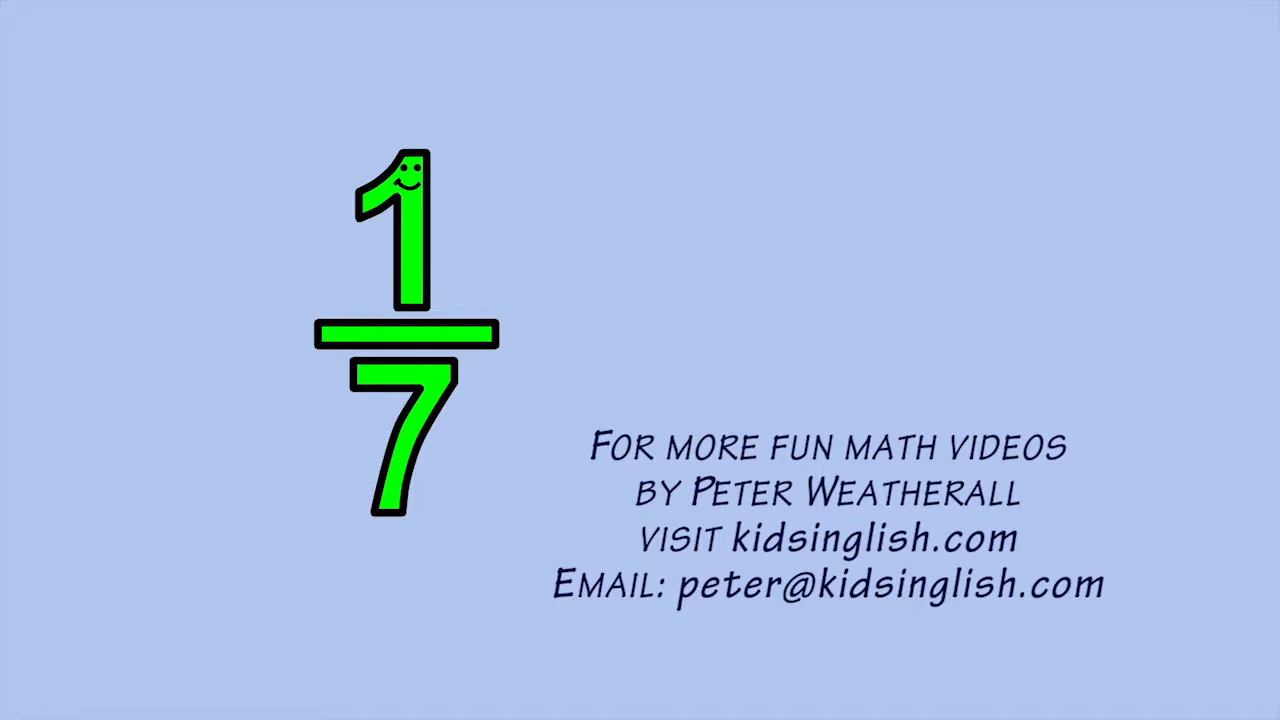 1
7
FOR MORE FUN MATH VIDEOS
BY PETER WEATHERALL
VISIT kidsinglish.com
EMAIL: peter@kidsinglish.com